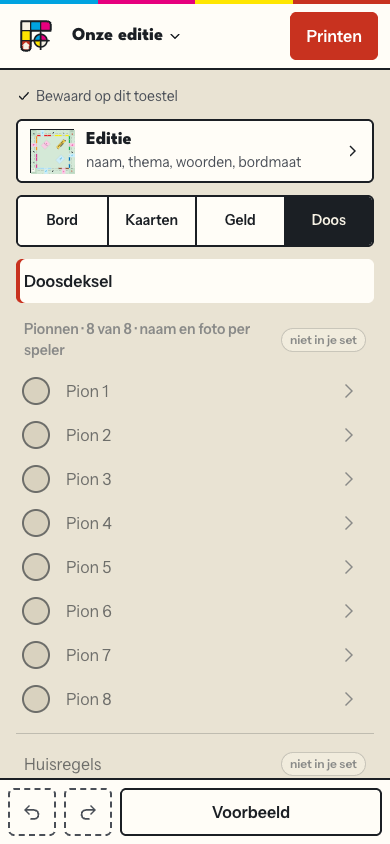 Onze editie
Printen
Bewaard op dit toestel
Editie
naam, thema, woorden, bordmaat
Bord
Kaarten
Geld
Doos
Doosdeksel
Pionnen · 8 van 8 · naam en foto per
speler
niet in je set
Pion 1
Pion 2
Pion 3
Pion 4
Pion 5
Pion 6
Pion 7
Pion 8
Huisregels
niet in je set
Voorbeeld